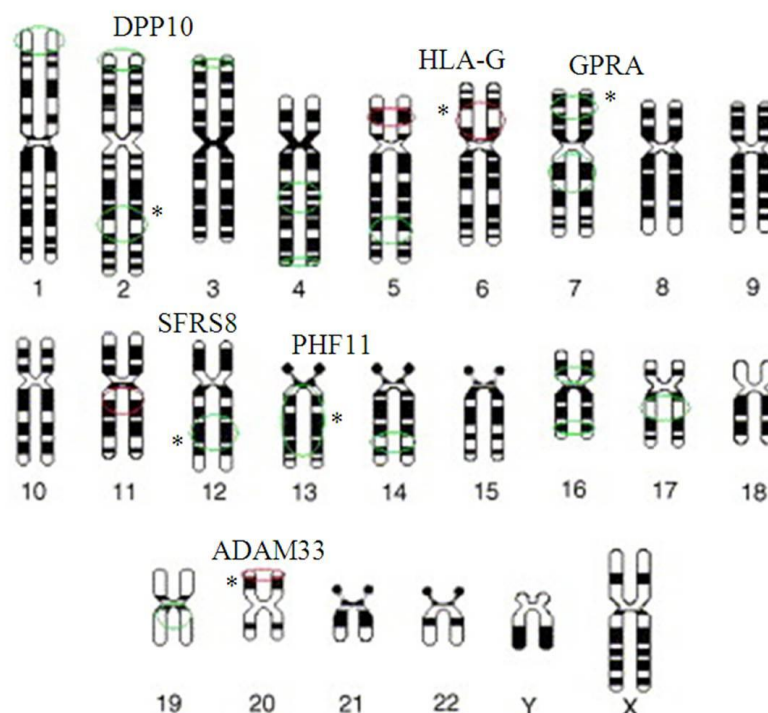 DPP10
HLA-G GPRA
* *
*
1 2 3 4 5 6 7 8 9
SFRS8
PHF11
*
*
10 11 12 13 14 15 16 17 18
ADAM33
*
19 20 21 22 Y X